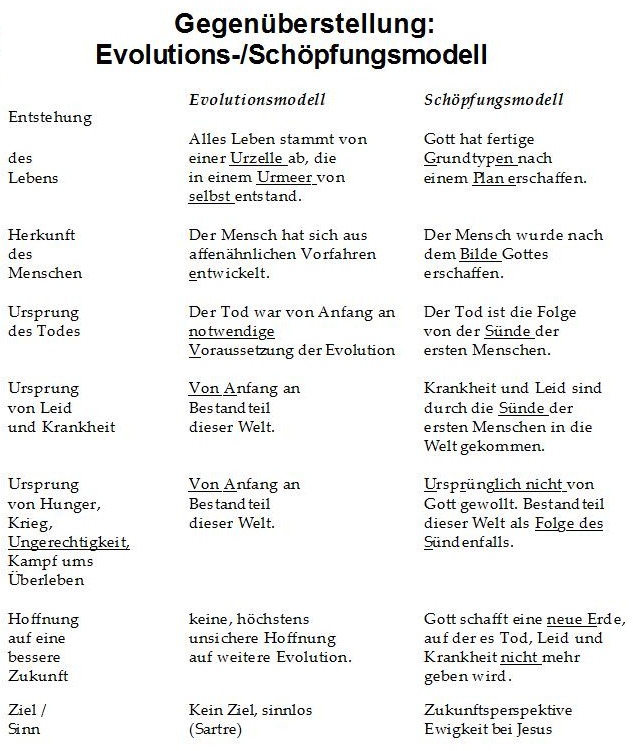 Gegenüberstellung:
Evolutions-/Schöpfungsmodell
Evolutionsmodell Schöpfungsmodell
Entstehung
des
Lebens
Alles Leben stammt von
einer Urzelle ab, die
in einem Urmeer von
selbst entstand.
Gott hat fertige
Grundtypen nach
einem Plan erschaffen.
Herkunft
des
Menschen
Der Mensch hat sich aus
affenähnlichen Vorfahren
entwickelt.
Der Mensch wurde nach
dem Bilde Gottes
erschaffen.
Ursprung
des Todes
Der Tod war von Anfang an
notwendige
Voraussetzung der Evolution
Der Tod ist die Folge
von der Sünde der
ersten Menschen.
Ursprung
von Leid
und Krankheit
Von Anfang an
Bestandteil
dieser Welt.
Krankheit und Leid sind
durch die Sünde der
ersten Menschen in die
Welt gekommen.
Ursprung
von Hunger,
Krieg,
Ungerechtigkeit,
Kampf ums
Überleben
Von Anfang an
Bestandteil
dieser Welt.
Ursprünglich nicht von
Gott gewollt. Bestandteil
dieser Welt als Folge des
Sündenfalls.
Hoffnung
auf eine
bessere
Zukunft
keine, höchstens
unsichere Hoffnung
auf weitere Evolution.
Gott schafft eine neue Erde,
auf der es Tod, Leid und
Krankheit nicht mehr
geben wird.
Ziel /
Sinn
Kein Ziel, sinnlos
(Sartre)
Zukunftsperspektive
Ewigkeit bei Jesus